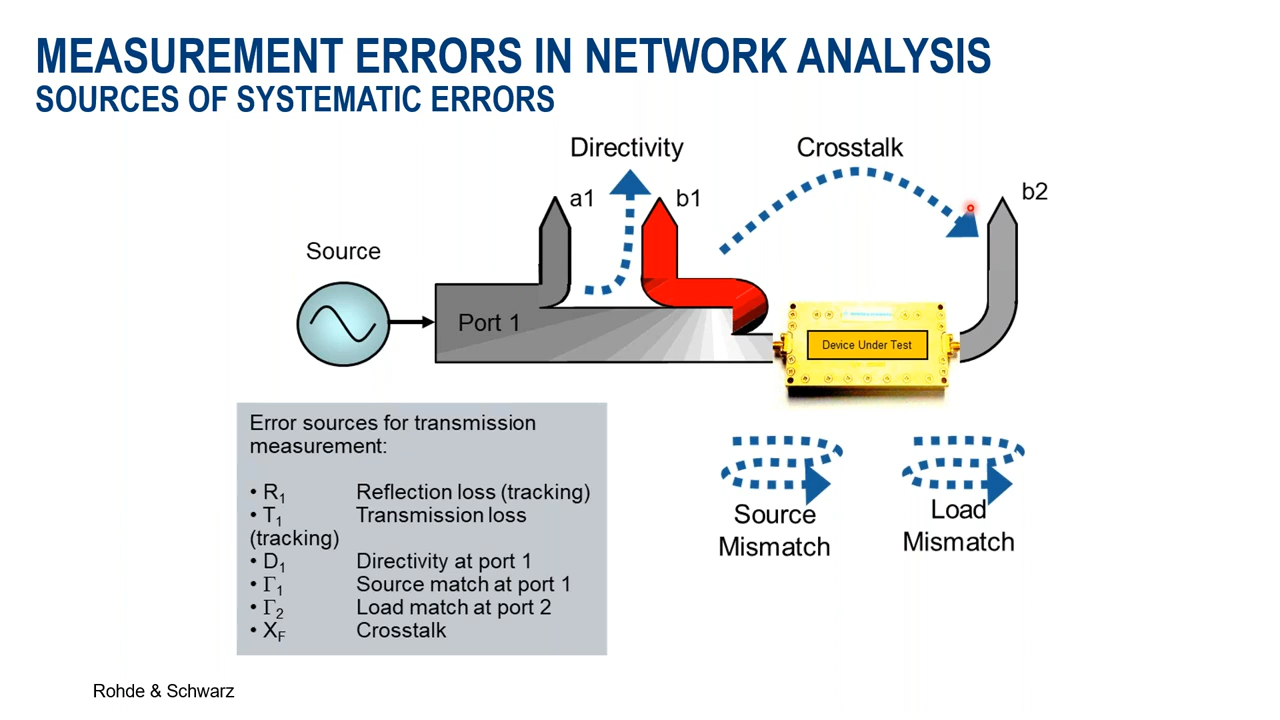 MEASUREMENT ERRORS IN NETWORK ANALYSIS
SOURCES OF SYSTEMATIC ERRORS
Directivity
Crosstalk
a1
b1
b2
Source
Port 1
Device Under Test
Error sources for transmission
measurement:
• R₁ Reflection loss (tracking)
• T₁ Transmission loss
(tracking)
• D₁ Directivity at port 1
• Γ₁ Source match at port 1
• Γ₂ Load match at port 2
• X_F Crosstalk
Source
Mismatch
Load
Mismatch
Rohde & Schwarz